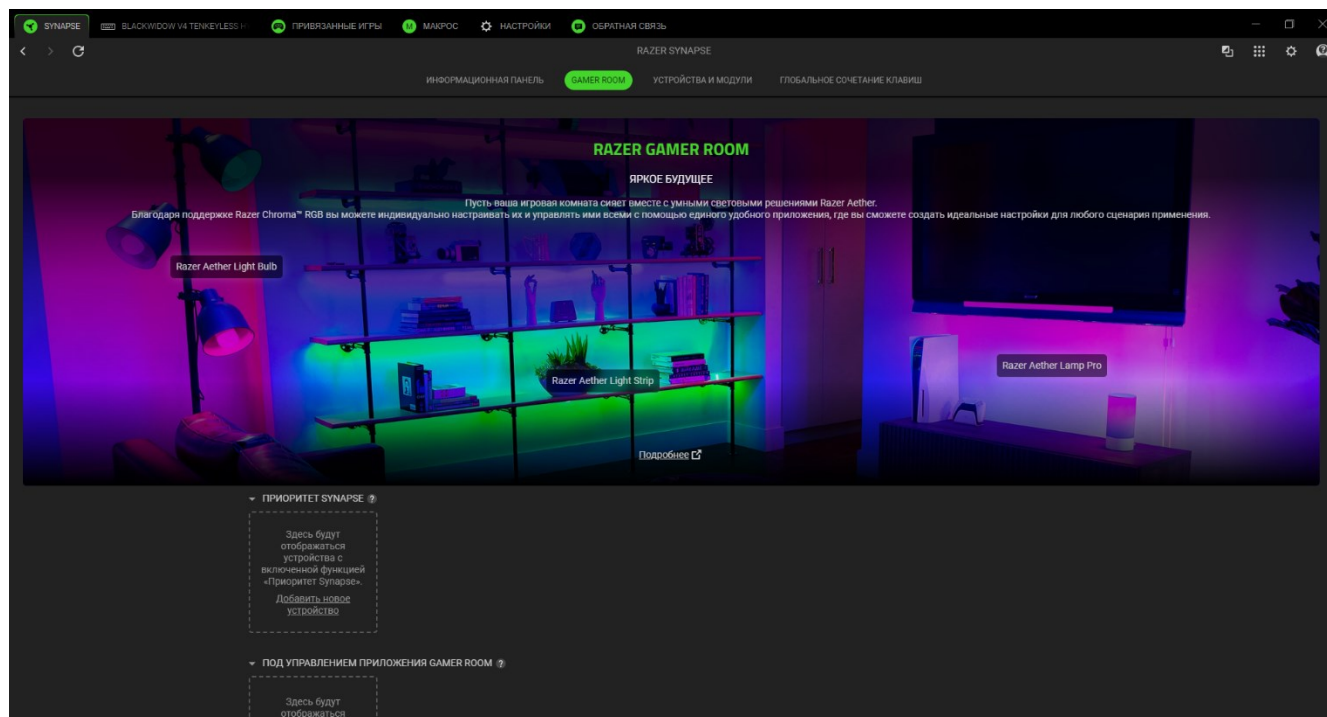 SYNAPSE
BLACKWIDOW V4 TENKEYLESS H
ПРИВЯЗАННЫЕ ИГРЫ
МАКРОС
НАСТРОЙКИ
ОБРАТНАЯ СВЯЗЬ
RAZER SYNAPSE
ИНФОРМАЦИОННАЯ ПАНЕЛЬ
GAMER ROOM
УСТРОЙСТВА И МОДУЛИ
ГЛОБАЛЬНОЕ СОЧЕТАНИЕ КЛАВИШ
RAZER GAMER ROOM
ЯРКОЕ БУДУЩЕЕ
Пусть ваша игровая комната сияет вместе с умными световыми решениями Razer Aether.
Благодаря поддержке Razer Chroma™ RGB вы можете индивидуально настраивать их и управлять ими всеми с помощью единого удобного приложения, где вы сможете создать идеальные настройки для любого сценария применения.
Razer Aether Light Bulb
Razer Aether Light Strip
Razer Aether Lamp Pro
Подробнее
ПРИОРИТЕТ SYNAPSE ?
Здесь будут
отображаться
устройства с
включенной функцией
«Приоритет Synapse».
Добавить новое
устройство
ПОД УПРАВЛЕНИЕМ ПРИЛОЖЕНИЯ GAMER ROOM ?
Здесь будут
отображаться